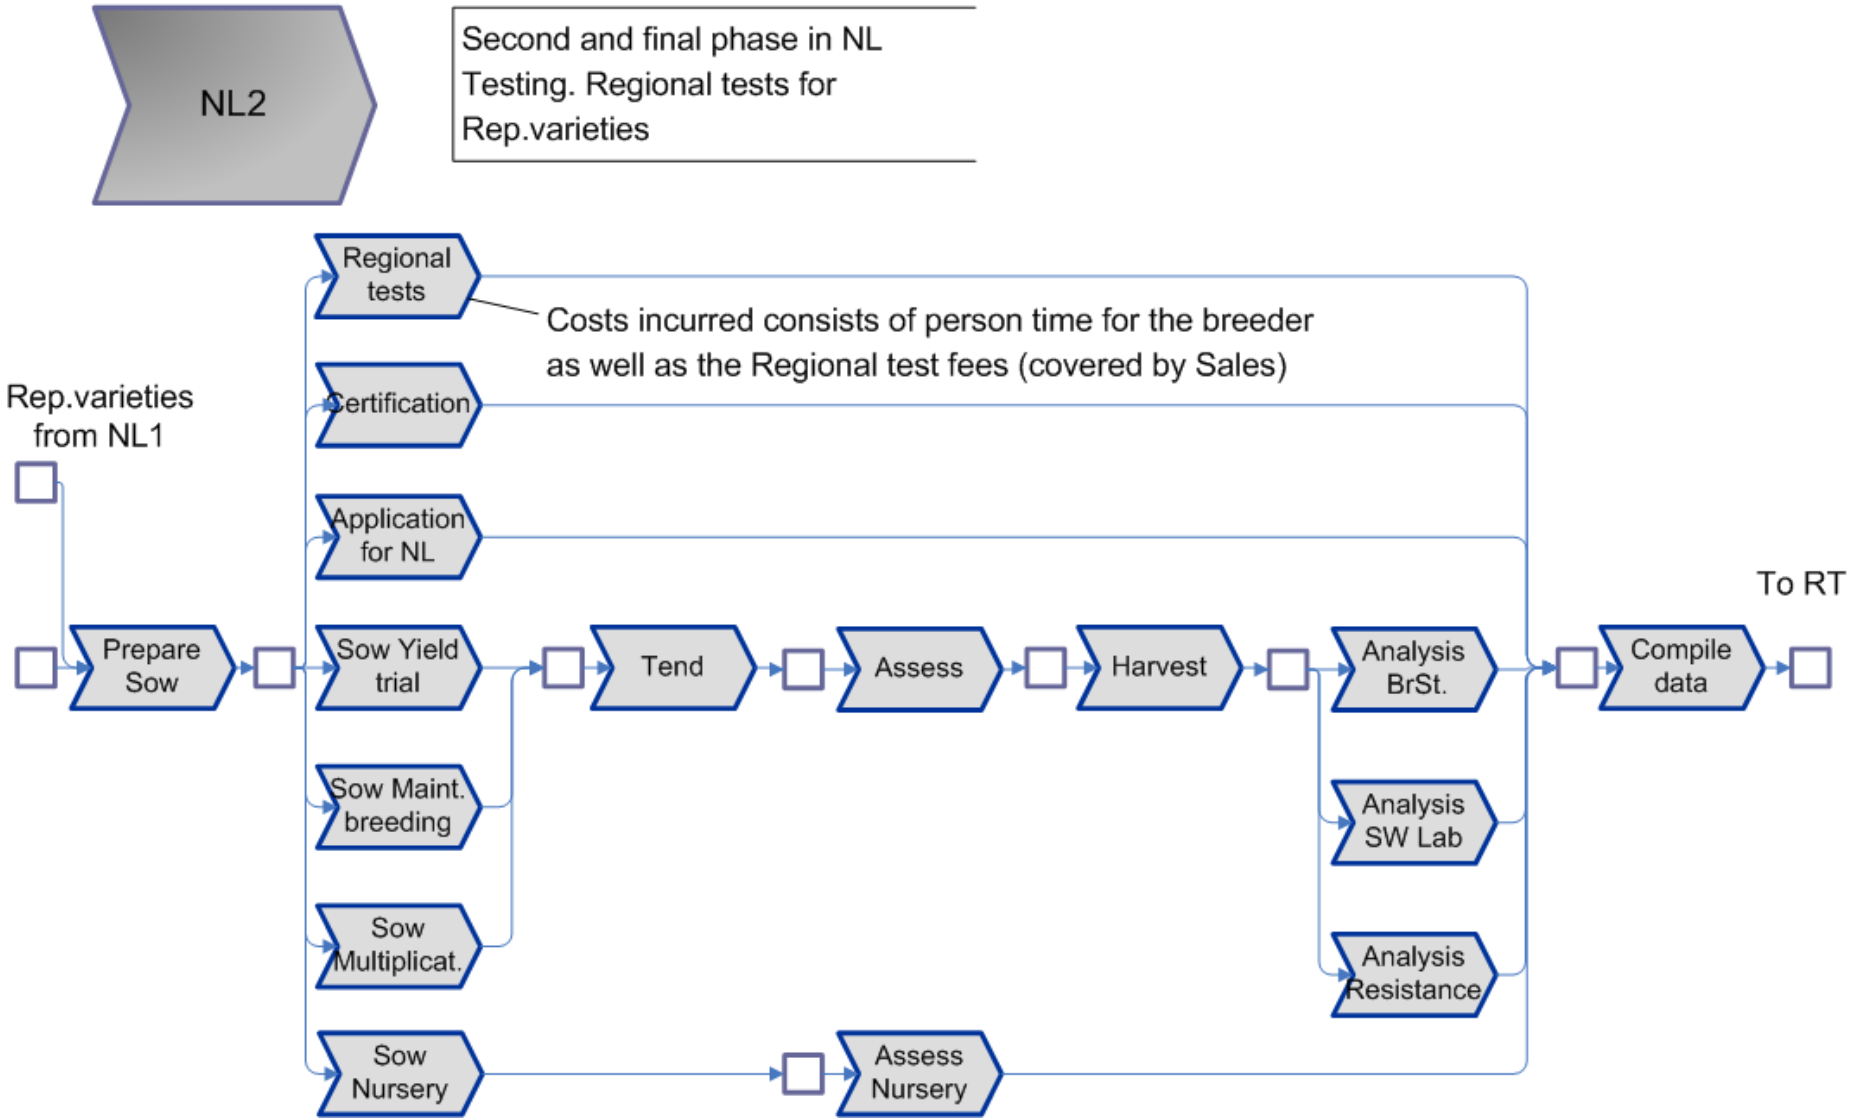 NL2
Second and final phase in NL
Testing. Regional tests for
Rep.varieties
Regional
tests
Costs incurred consists of person time for the breeder
as well as the Regional test fees (covered by Sales)
Certification
Rep.varieties
from NL1
Application
for NL
To RT
Prepare
Sow
Sow Yield
trial
Tend
Assess
Harvest
Analysis
BrSt.
Compile
data
Sow Maint.
breeding
Analysis
SW Lab
Sow
Multiplicat.
Analysis
Resistance
Sow
Nursery
Assess
Nursery